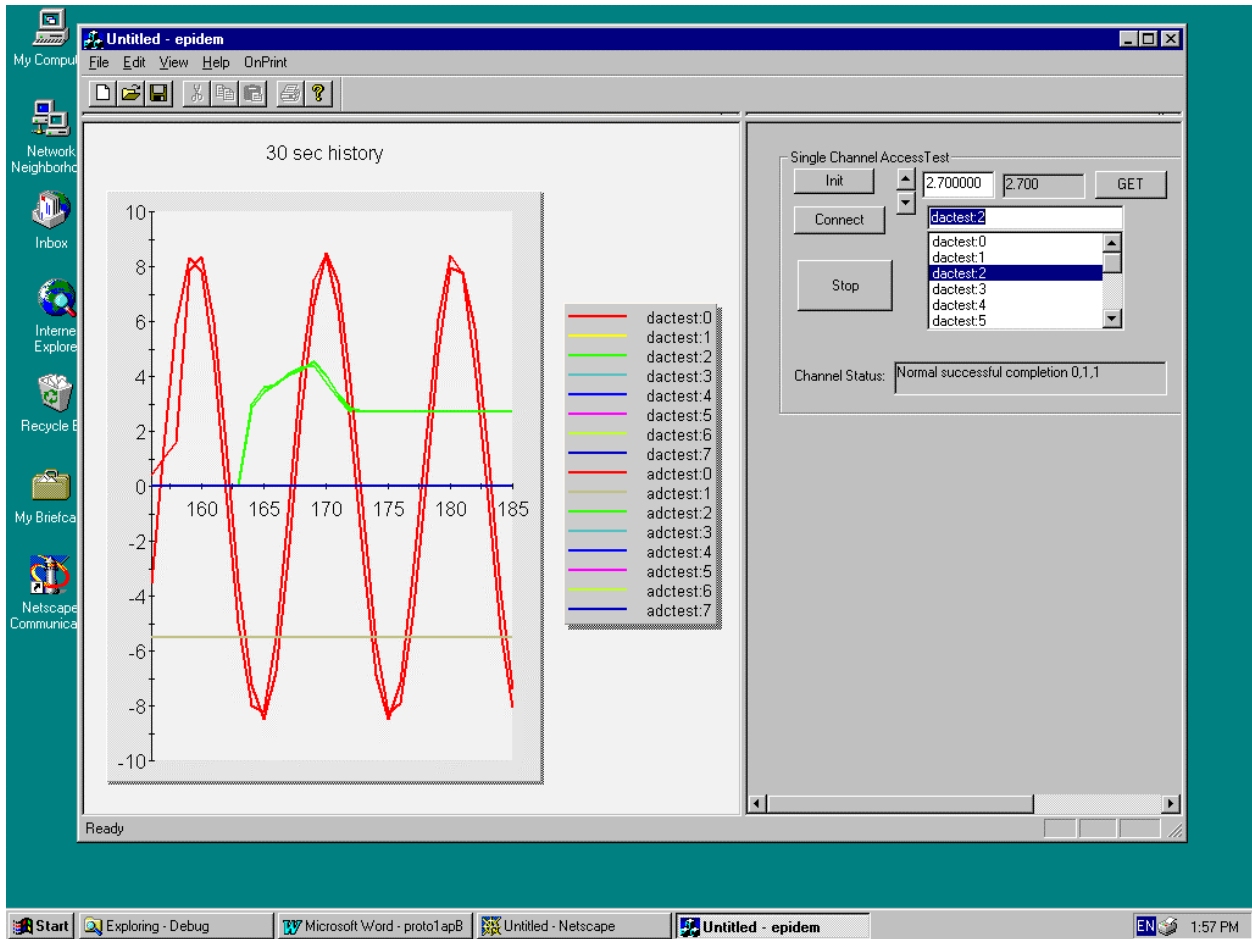 My Compu
Network
Neighborho
Inbox
Interne
Explore
Recycle B
My Briefca
Netscape
Communica
Untitled - epidem
File Edit View Help OnPrint
30 sec history
10
8
6
4
2
0
-2
-4
-6
-8
-10
160 165 170 175 180 185
dactest:0
dactest:1
dactest:2
dactest:3
dactest:4
dactest:5
dactest:6
dactest:7
adctest:0
adctest:1
adctest:2
adctest:3
adctest:4
adctest:5
adctest:6
adctest:7
Single Channel AccessTest
Init 2.700000 2.700 GET
Connect dactest:2
dactest:0
dactest:1
dactest:2
dactest:3
dactest:4
dactest:5
Stop
Channel Status: Normal successful completion 0,1,1
Ready
Start Exploring - Debug Microsoft Word - proto1apB Untitled - Netscape Untitled - epidem EN 1:57 PM